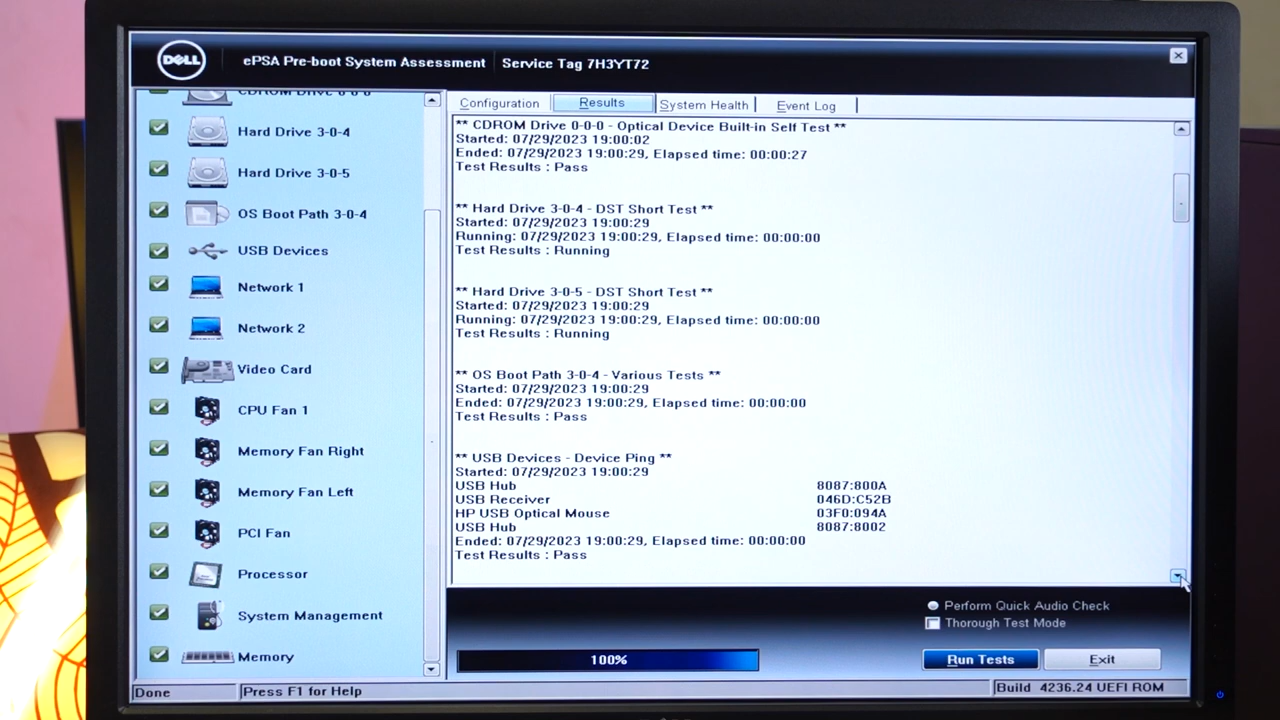 DELL
ePSA Pre-boot System Assessment
Service Tag 7H3YT72
CDROM Drive 0-0-0
Hard Drive 3-0-4
Hard Drive 3-0-5
OS Boot Path 3-0-4
USB Devices
Network 1
Network 2
Video Card
CPU Fan 1
Memory Fan Right
Memory Fan Left
PCI Fan
Processor
System Management
Memory
Configuration
Results
System Health
Event Log
** CDROM Drive 0-0-0 - Optical Device Built-in Self Test **
Started: 07/29/2023 19:00:02
Ended: 07/29/2023 19:00:29, Elapsed time: 00:00:27
Test Results : Pass
** Hard Drive 3-0-4 - DST Short Test **
Started: 07/29/2023 19:00:29
Running: 07/29/2023 19:00:29, Elapsed time: 00:00:00
Test Results : Running
** Hard Drive 3-0-5 - DST Short Test **
Started: 07/29/2023 19:00:29
Running: 07/29/2023 19:00:29, Elapsed time: 00:00:00
Test Results : Running
** OS Boot Path 3-0-4 - Various Tests **
Started: 07/29/2023 19:00:29
Ended: 07/29/2023 19:00:29, Elapsed time: 00:00:00
Test Results : Pass
** USB Devices - Device Ping **
Started: 07/29/2023 19:00:29
USB Hub 8087:800A
USB Receiver 046D:C52B
HP USB Optical Mouse 03F0:094A
USB Hub 8087:8002
Ended: 07/29/2023 19:00:29, Elapsed time: 00:00:00
Test Results : Pass
Perform Quick Audio Check
Thorough Test Mode
100%
Run Tests
Exit
Done
Press F1 for Help
Build 4236.24 UEFI ROM